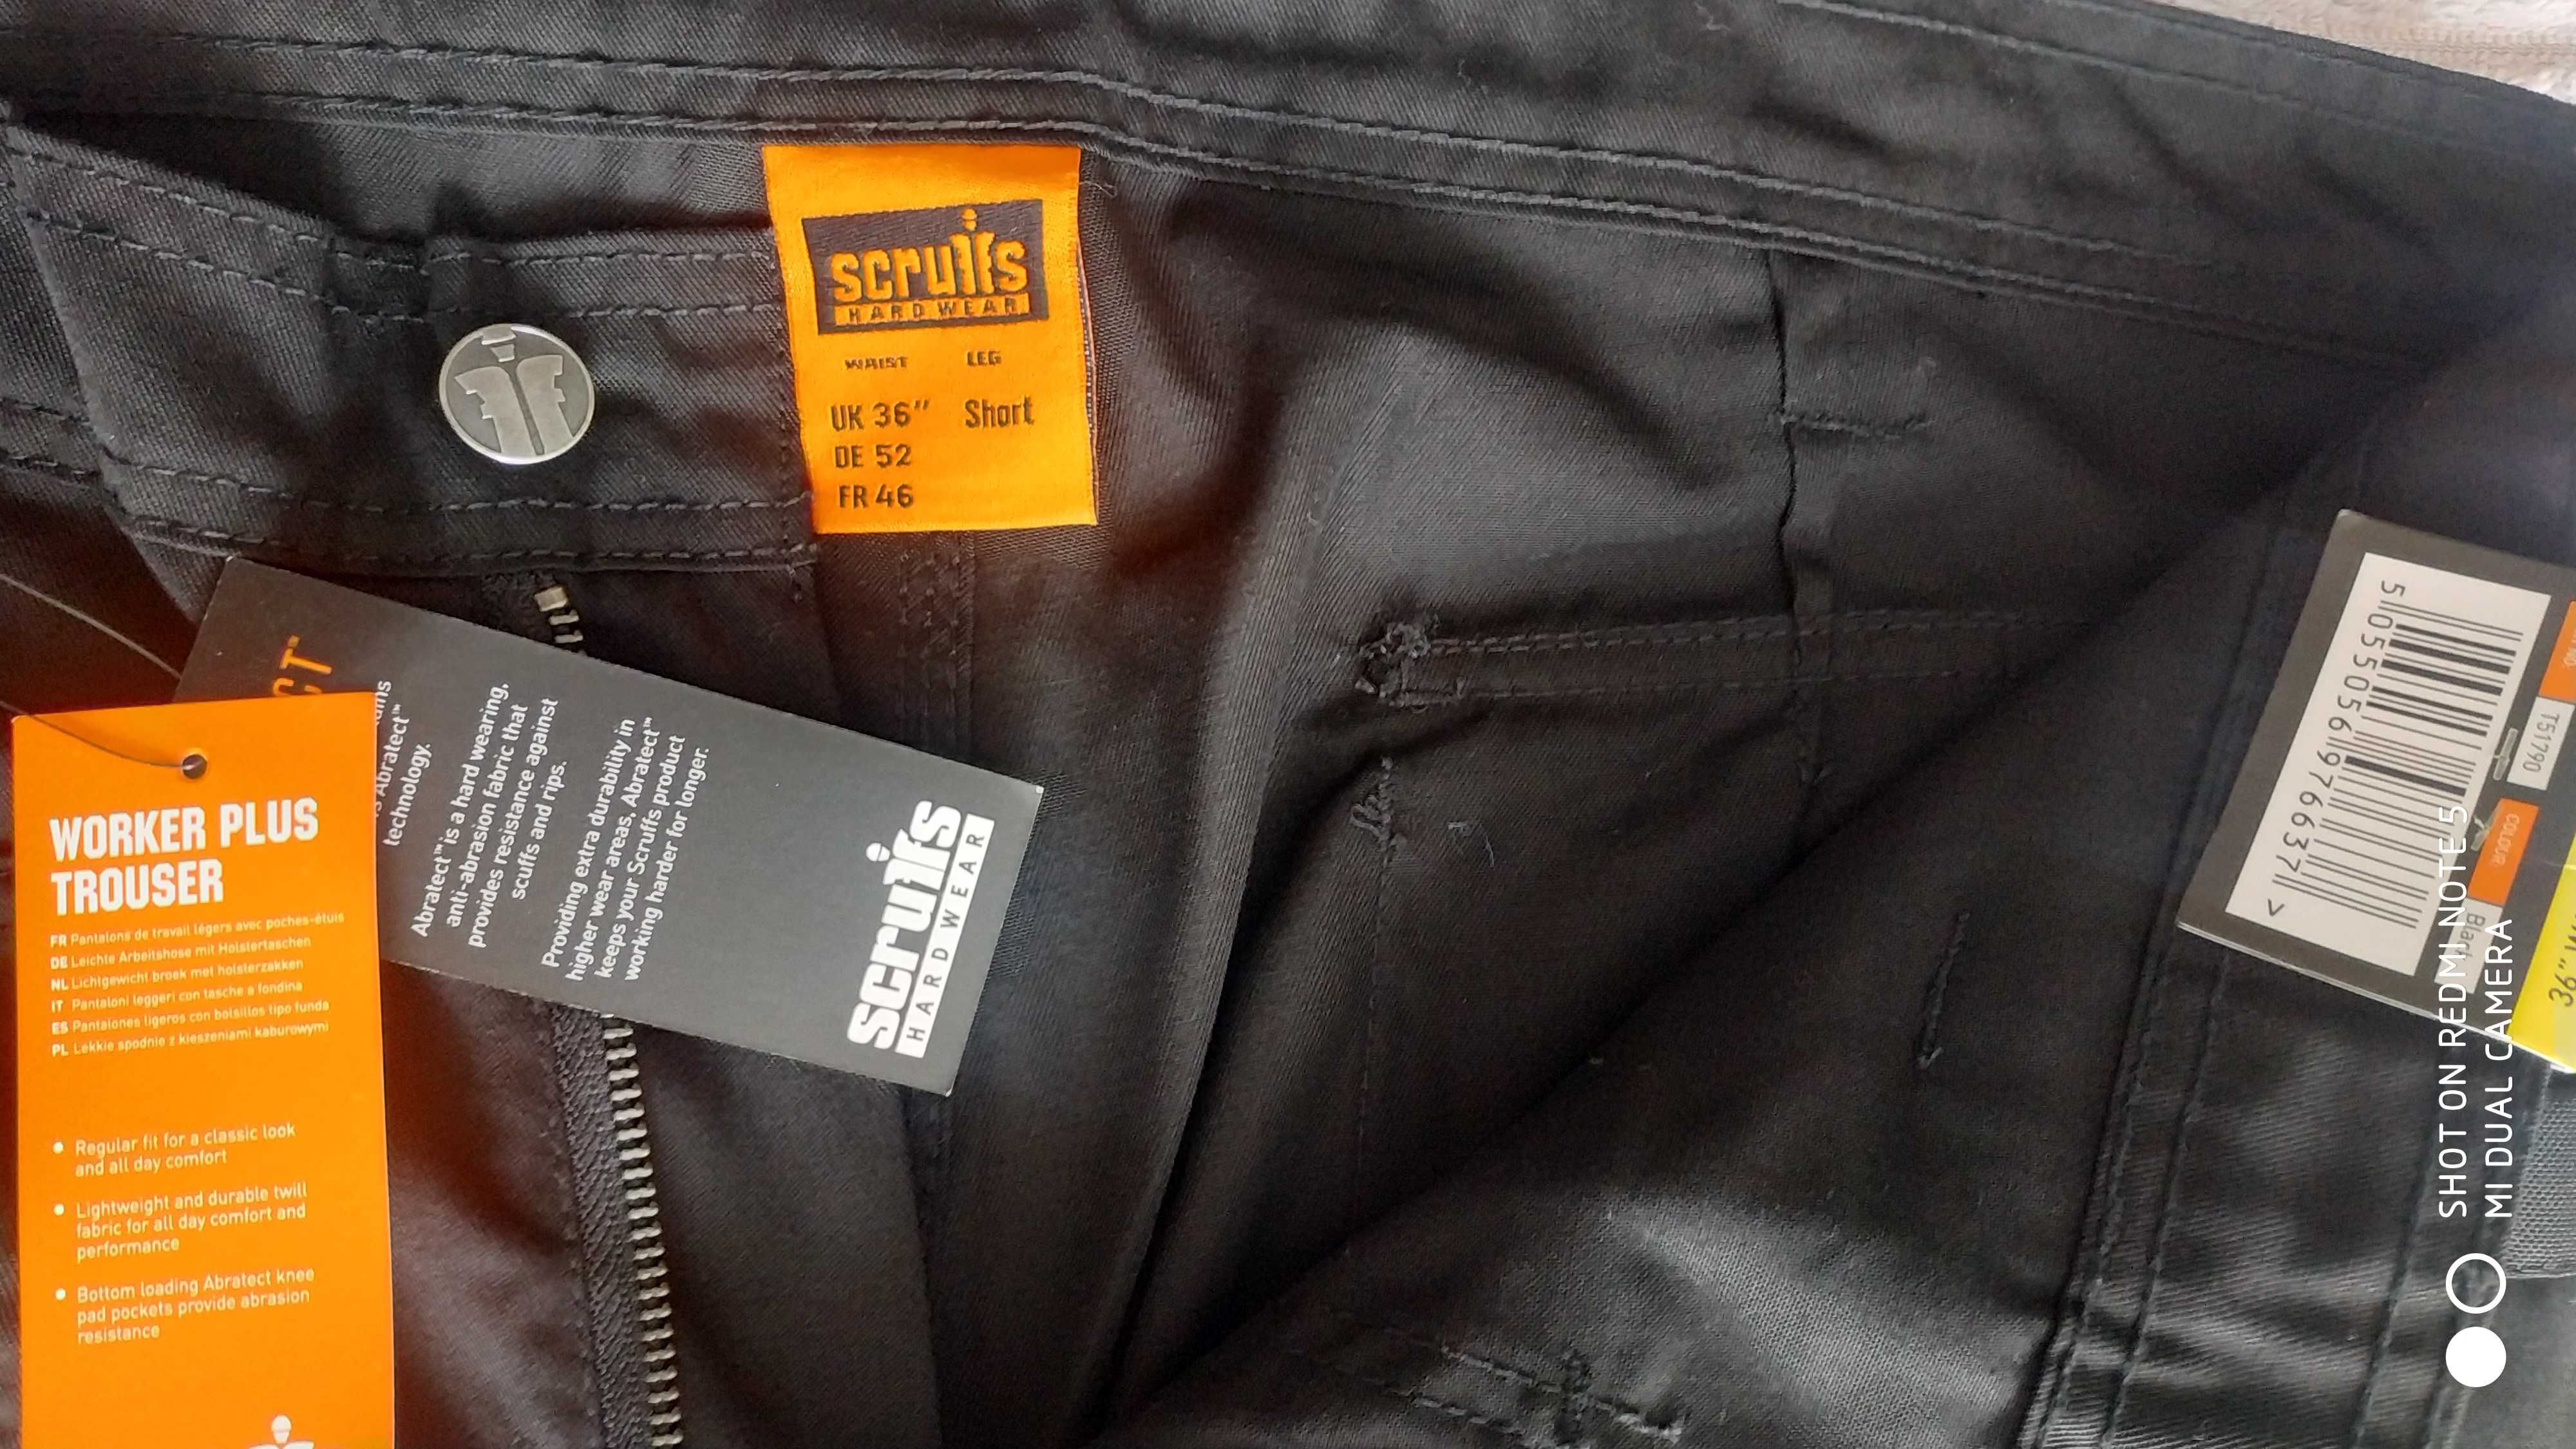 scruffs
HARDWEAR
WAIST LEG
UK 36" Short
DE 52
FR 46
WORKER PLUS
TROUSER
FR Pantalons de travail légers avec poches-étuis
DE Leichte Arbeitshose mit Holstertaschen
NL Lichtgewicht broek met holsterzakken
IT Pantaloni leggeri con tasche a fondina
ES Pantalones ligeros con bolsillos tipo funda
PL Lekkie spodnie z kieszeniami kaburowymi
• Regular fit for a classic look
and all day comfort
• Lightweight and durable twill
fabric for all day comfort and
performance
• Bottom loading Abratect knee
pad pockets provide abrasion
resistance
CT™
Abratect™
technology.
Abratect™ is a hard wearing,
anti-abrasion fabric that
provides resistance against
scuffs and rips.
Providing extra durability in
higher wear areas, Abratect™
keeps your Scruffs product
working harder for longer.
scruffs
HARDWEAR
5 055056 976637 >
T51790
COLOUR:
Black
36"
SHOT ON REDMI NOTE 5
MI DUAL CAMERA